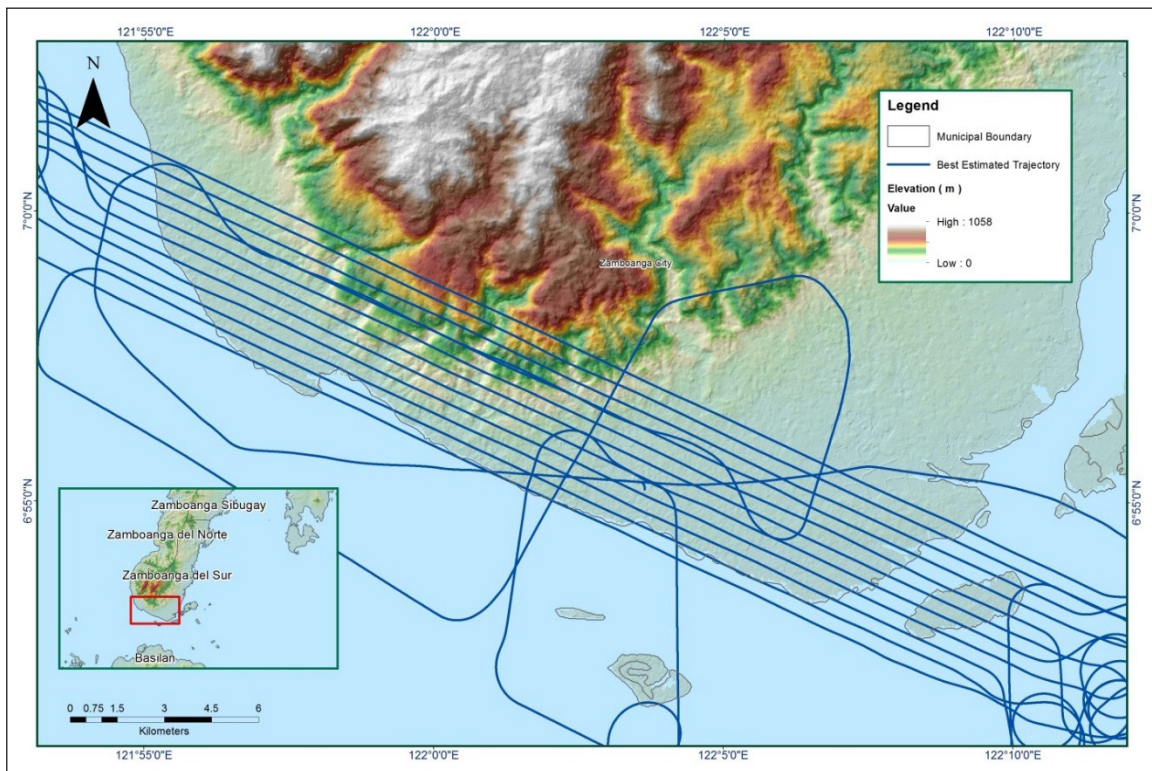 121°55'0"E
122°0'0"E
122°5'0"E
122°10'0"E
N
Legend
Municipal Boundary
Best Estimated Trajectory
Elevation ( m )
Value
High : 1058
Low : 0
7°0'0"N
7°0'0"N
Zamboanga City
6°55'0"N
6°55'0"N
Zamboanga Sibugay
Zamboanga del Norte
Zamboanga del Sur
Basilan
0 0.75 1.5 3 4.5 6
Kilometers
121°55'0"E
122°0'0"E
122°5'0"E
122°10'0"E